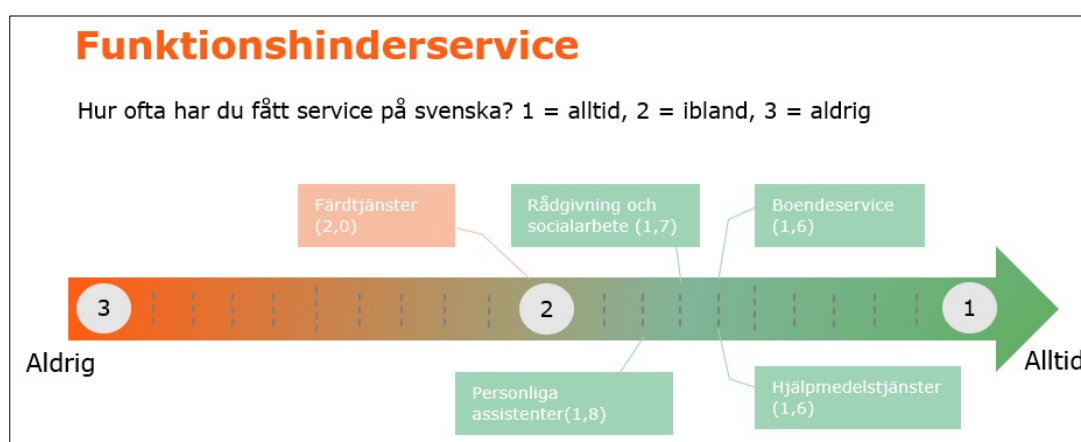 Funktionshinderservice
Hur ofta har du fått service på svenska? 1 = alltid, 2 = ibland, 3 = aldrig
Färdtjänster
(2,0)
Rådgivning och
socialarbete (1,7)
Boendeservice
(1,6)
3
2
1
Aldrig
Alltid
Personliga
assistenter(1,8)
Hjälpmedelstjänster
(1,6)